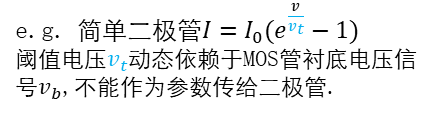 e.g. 简单二极管I = I₀(e^(v/vₜ) − 1)
阈值电压vₜ动态依赖于MOS管衬底电压信
号v_b, 不能作为参数传给二极管.